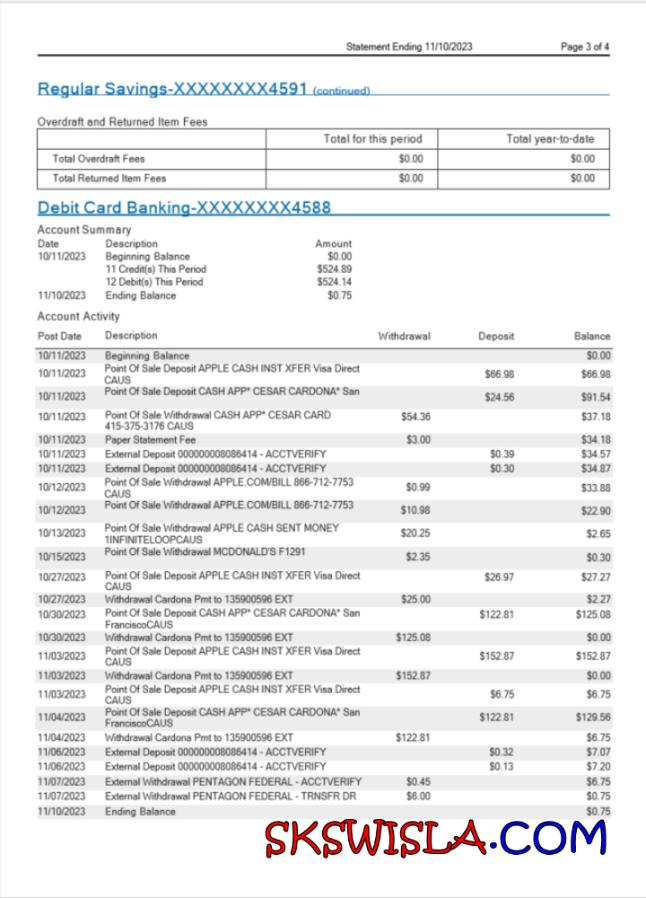 Statement Ending 11/10/2023 Page 3 of 4
Regular Savings-XXXXXXXX4591 (continued)
Overdraft and Returned Item Fees
Total for this period Total year-to-date
Total Overdraft Fees $0.00 $0.00
Total Returned Item Fees $0.00 $0.00
Debit Card Banking-XXXXXXXX4588
Account Summary
Date Description Amount
10/11/2023 Beginning Balance $0.00
11 Credit(s) This Period $524.89
12 Debit(s) This Period $524.14
11/10/2023 Ending Balance $0.75
Account Activity
Post Date Description Withdrawal Deposit Balance
10/11/2023 Beginning Balance $0.00
10/11/2023 Point Of Sale Deposit APPLE CASH INST XFER Visa Direct $66.98 $66.98
CAUS
10/11/2023 Point Of Sale Deposit CASH APP* CESAR CARDONA* San $24.56 $91.54
10/11/2023 Point Of Sale Withdrawal CASH APP* CESAR CARD $54.36 $37.18
415-375-3176 CAUS
10/11/2023 Paper Statement Fee $3.00 $34.18
10/11/2023 External Deposit 000000008086414 - ACCTVERIFY $0.39 $34.57
10/11/2023 External Deposit 000000008086414 - ACCTVERIFY $0.30 $34.87
10/12/2023 Point Of Sale Withdrawal APPLE.COM/BILL 866-712-7753 $0.99 $33.88
CAUS
10/12/2023 Point Of Sale Withdrawal APPLE.COM/BILL 866-712-7753 $10.98 $22.90
10/13/2023 Point Of Sale Withdrawal APPLE CASH SENT MONEY $20.25 $2.65
1INFINITELOOPCAUS
10/15/2023 Point Of Sale Withdrawal MCDONALD'S F1291 $2.35 $0.30
10/27/2023 Point Of Sale Deposit APPLE CASH INST XFER Visa Direct $26.97 $27.27
CAUS
10/27/2023 Withdrawal Cardona Pmt to 135900596 EXT $25.00 $2.27
10/30/2023 Point Of Sale Deposit CASH APP* CESAR CARDONA* San $122.81 $125.08
FranciscoCAUS
10/30/2023 Withdrawal Cardona Pmt to 135900596 EXT $125.08 $0.00
11/03/2023 Point Of Sale Deposit APPLE CASH INST XFER Visa Direct $152.87 $152.87
CAUS
11/03/2023 Withdrawal Cardona Pmt to 135900596 EXT $152.87 $0.00
11/03/2023 Point Of Sale Deposit APPLE CASH INST XFER Visa Direct $6.75 $6.75
CAUS
11/04/2023 Point Of Sale Deposit CASH APP* CESAR CARDONA* San $122.81 $129.56
FranciscoCAUS
11/04/2023 Withdrawal Cardona Pmt to 135900596 EXT $122.81 $6.75
11/06/2023 External Deposit 000000008086414 - ACCTVERIFY $0.32 $7.07
11/06/2023 External Deposit 000000008086414 - ACCTVERIFY $0.13 $7.20
11/07/2023 External Withdrawal PENTAGON FEDERAL - ACCTVERIFY $0.45 $6.75
11/07/2023 External Withdrawal PENTAGON FEDERAL - TRNSFR DR $6.00 $0.75
11/10/2023 Ending Balance $0.75
SKSWISLA.COM